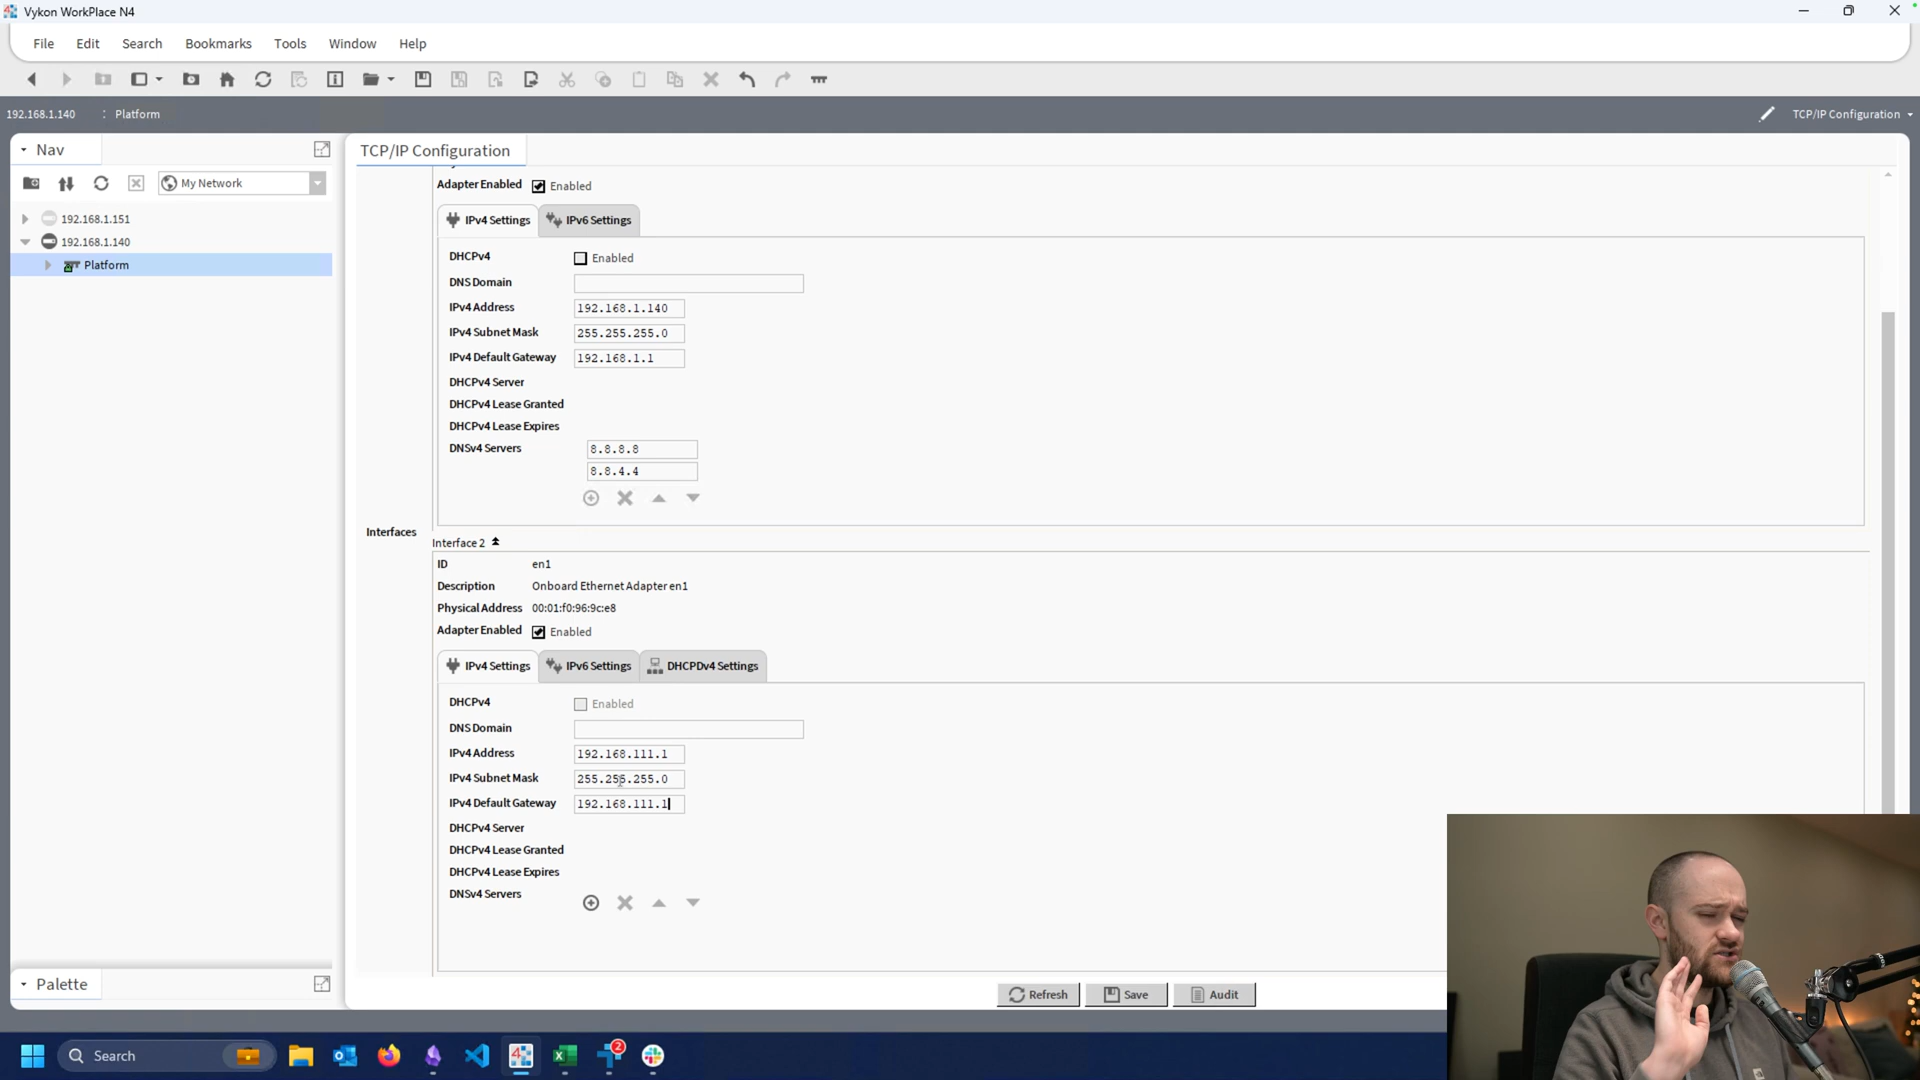 Vykon WorkPlace N4
File Edit Search Bookmarks Tools Window Help
192.168.1.140 : Platform
TCP/IP Configuration
Nav
My Network
192.168.1.151
192.168.1.140
Platform
Palette
TCP/IP Configuration
Adapter Enabled Enabled
IPv4 Settings IPv6 Settings
DHCPv4 Enabled
DNS Domain
IPv4 Address 192.168.1.140
IPv4 Subnet Mask 255.255.255.0
IPv4 Default Gateway 192.168.1.1
DHCPv4 Server
DHCPv4 Lease Granted
DHCPv4 Lease Expires
DNSv4 Servers 8.8.8.8
8.8.4.4
Interfaces
Interface 2
ID en1
Description Onboard Ethernet Adapter en1
Physical Address 00:01:f0:96:9c:e8
Adapter Enabled Enabled
IPv4 Settings IPv6 Settings DHCPDv4 Settings
DHCPv4 Enabled
DNS Domain
IPv4 Address 192.168.111.1
IPv4 Subnet Mask 255.255.255.0
IPv4 Default Gateway 192.168.111.1
DHCPv4 Server
DHCPv4 Lease Granted
DHCPv4 Lease Expires
DNSv4 Servers
Refresh Save Audit
Search
2